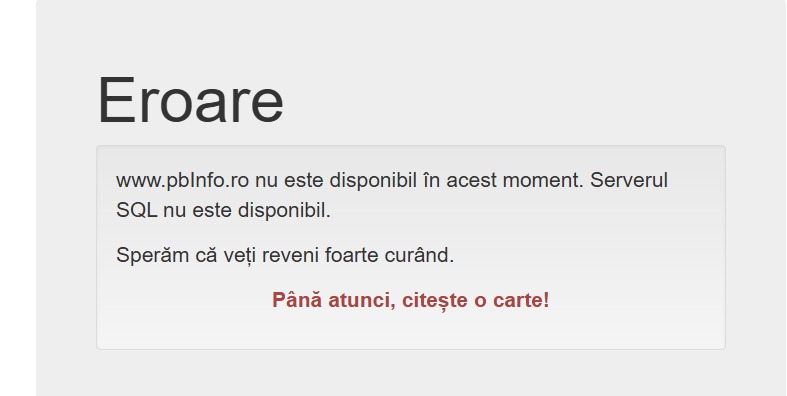 Eroare
www.pbInfo.ro nu este disponibil în acest moment. Serverul
SQL nu este disponibil.
Sperăm că veți reveni foarte curând.
Până atunci, citește o carte!